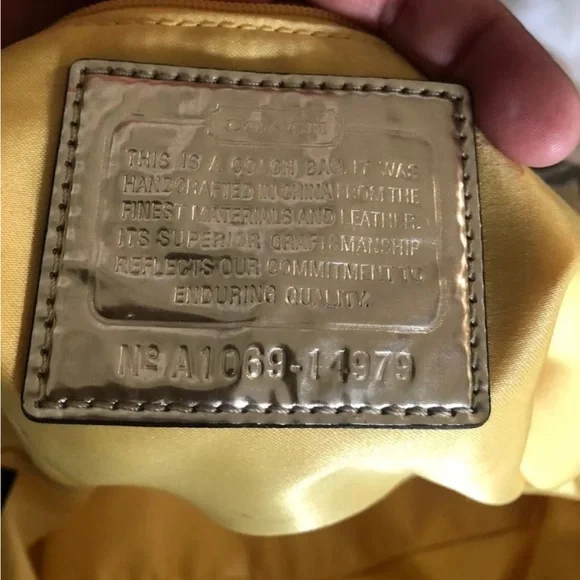 COACH
THIS IS A COACH BAG. IT WAS
HANDCRAFTED IN CHINA FROM THE
FINEST MATERIALS AND LEATHER.
ITS SUPERIOR CRAFTSMANSHIP
REFLECTS OUR COMMITMENT TO
ENDURING QUALITY.
No A1069-14979